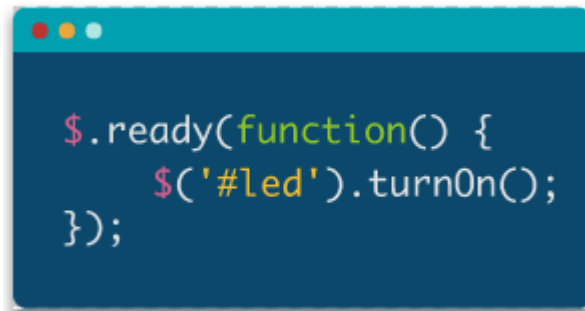 $.ready(function() {
    $('#led').turnOn();
});